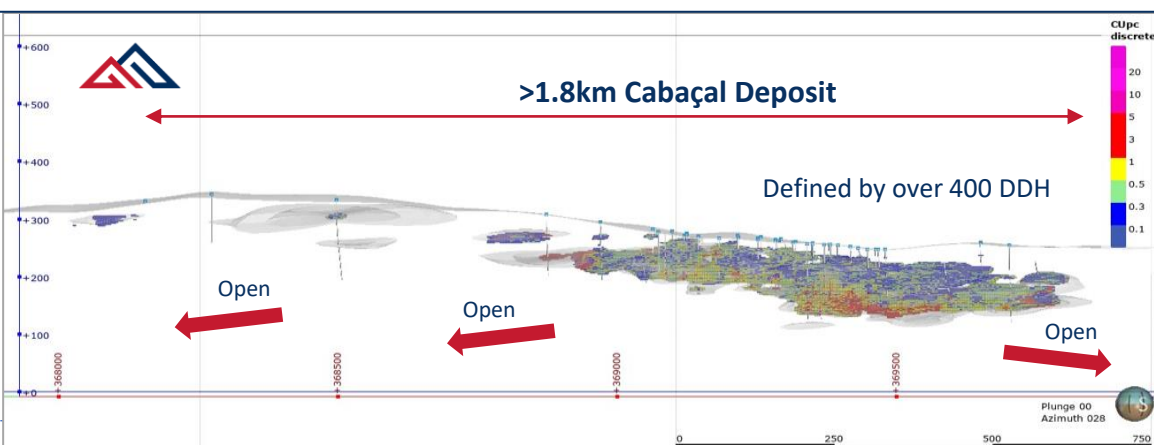 CUpc
discrete
+600
>1.8km Cabaçal Deposit
20
10
+500
5
3
+400
1
Defined by over 400 DDH
0.5
0.3
+300
0.1
+200
Open
Open
Open
+100
+368000
+368500
+369000
+369500
+0
Plunge 00
Azimuth 028
S
0
250
500
750